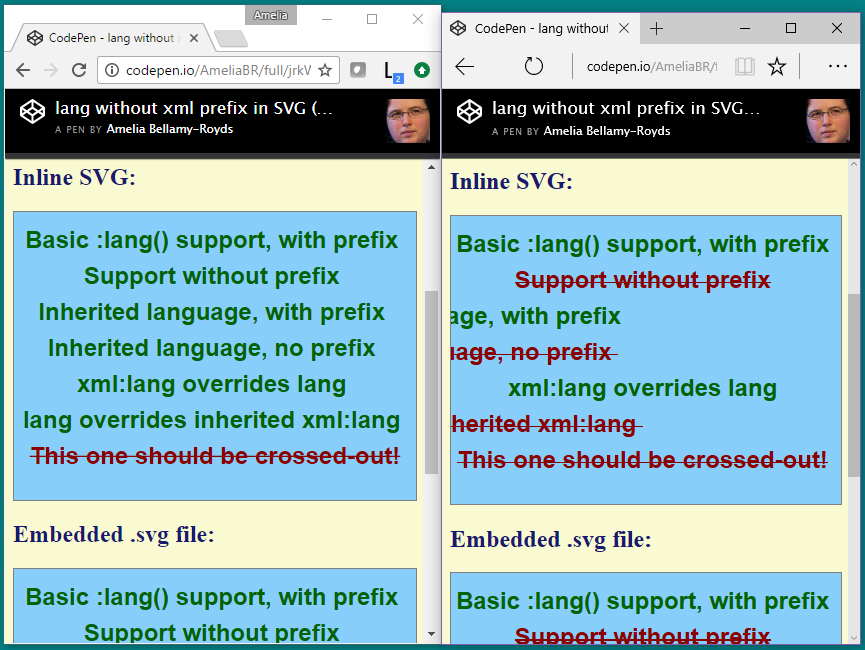 Amelia
CodePen - lang without
codepen.io/AmeliaBR/full/jrkV
L
2
lang without xml prefix in SVG (...
A PEN BY Amelia Bellamy-Royds
Inline SVG:
Basic :lang() support, with prefix
Support without prefix
Inherited language, with prefix
Inherited language, no prefix
xml:lang overrides lang
lang overrides inherited xml:lang
This one should be crossed-out!
Embedded .svg file:
Basic :lang() support, with prefix
Support without prefix
CodePen - lang without
codepen.io/AmeliaBR/
lang without xml prefix in SVG...
A PEN BY Amelia Bellamy-Royds
Inline SVG:
Basic :lang() support, with prefix
Support without prefix
age, with prefix
uage, no prefix
xml:lang overrides lang
herited xml:lang
This one should be crossed-out!
Embedded .svg file:
Basic :lang() support, with prefix
Support without prefix